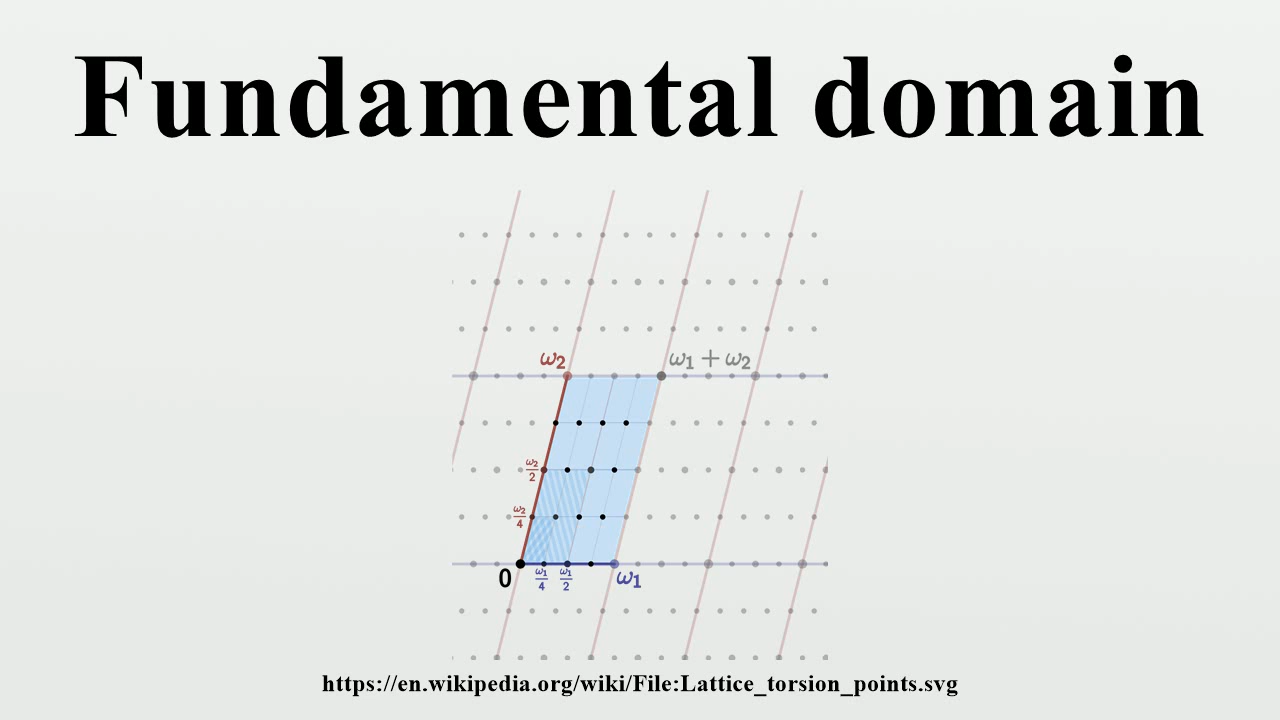 Fundamental domain
ω₂ ω₁ + ω₂
ω₂/2
ω₂/4
0 ω₁/4 ω₁/2 ω₁
https://en.wikipedia.org/wiki/File:Lattice_torsion_points.svg